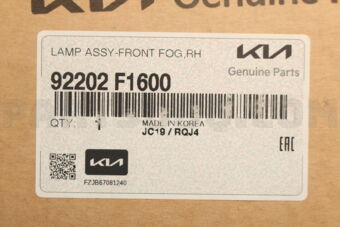 Genuine P
LAMP ASSY-FRONT FOG,RH
KIA
Genuine Parts
92202 F1600
QTY: 1
MADE IN KOREA
JC19 / RQJ4
EAC
KIA
FZJB67081240